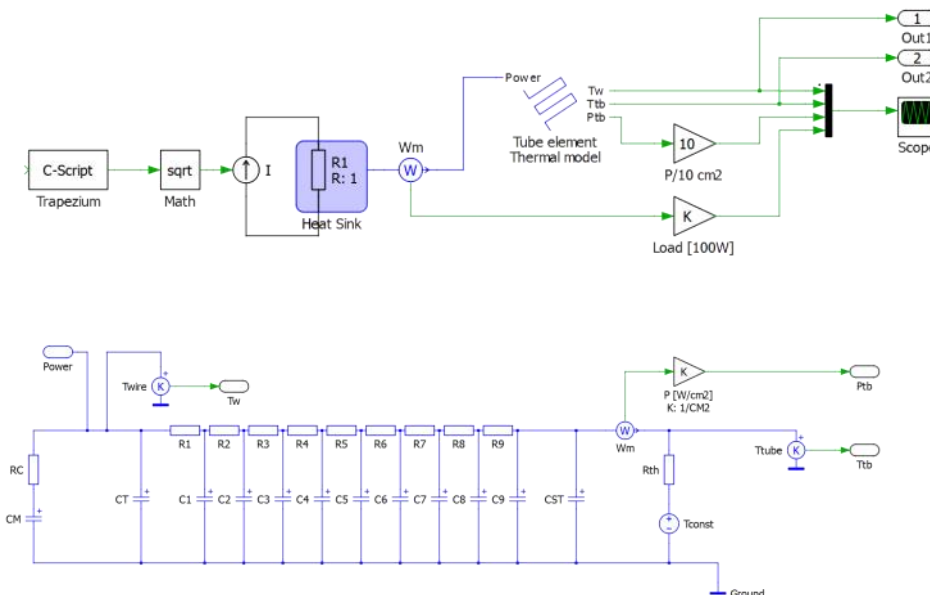 1
Out1
2
Out2
Power
Tw
Ttb
Ptb
Tube element
Thermal model
10
P/10 cm2
Scope
C-Script
Trapezium
sqrt
Math
I
R1
R: 1
Heat Sink
Wm
W
K
Load [100W]
Power
Twire
K
Tw
K
P [W/cm2]
K: 1/CM2
Ptb
R1
R2
R3
R4
R5
R6
R7
R8
R9
W
Wm
Ttube
K
Ttb
RC
Rth
CM
CT
C1
C2
C3
C4
C5
C6
C7
C8
C9
CST
Tconst
Ground